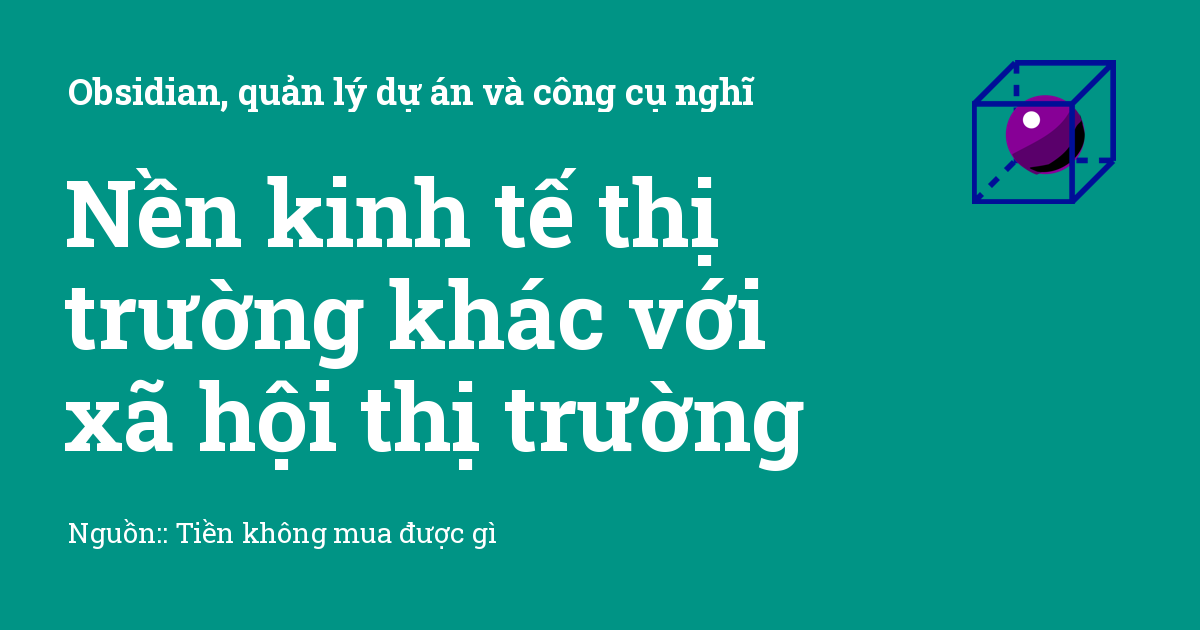 Obsidian, quản lý dự án và công cụ nghĩ
Nền kinh tế thị
trường khác với
xã hội thị trường
Nguồn:: Tiền không mua được gì